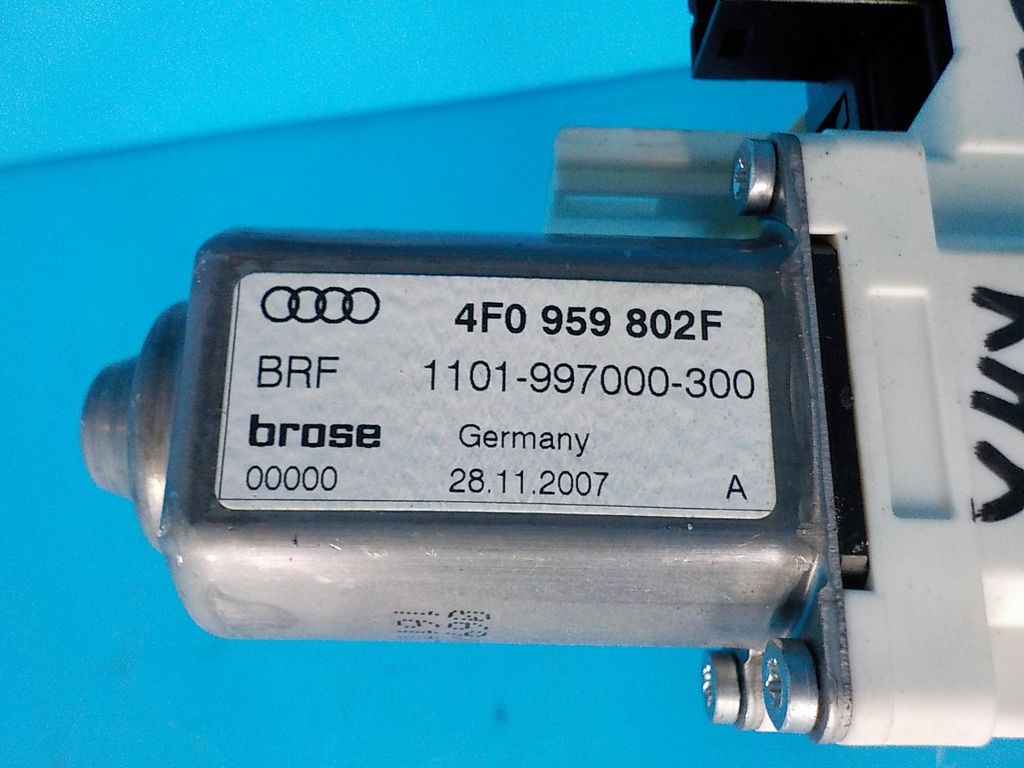 4F0 959 802F
BRF 1101-997000-300
brose Germany
00000 28.11.2007 A